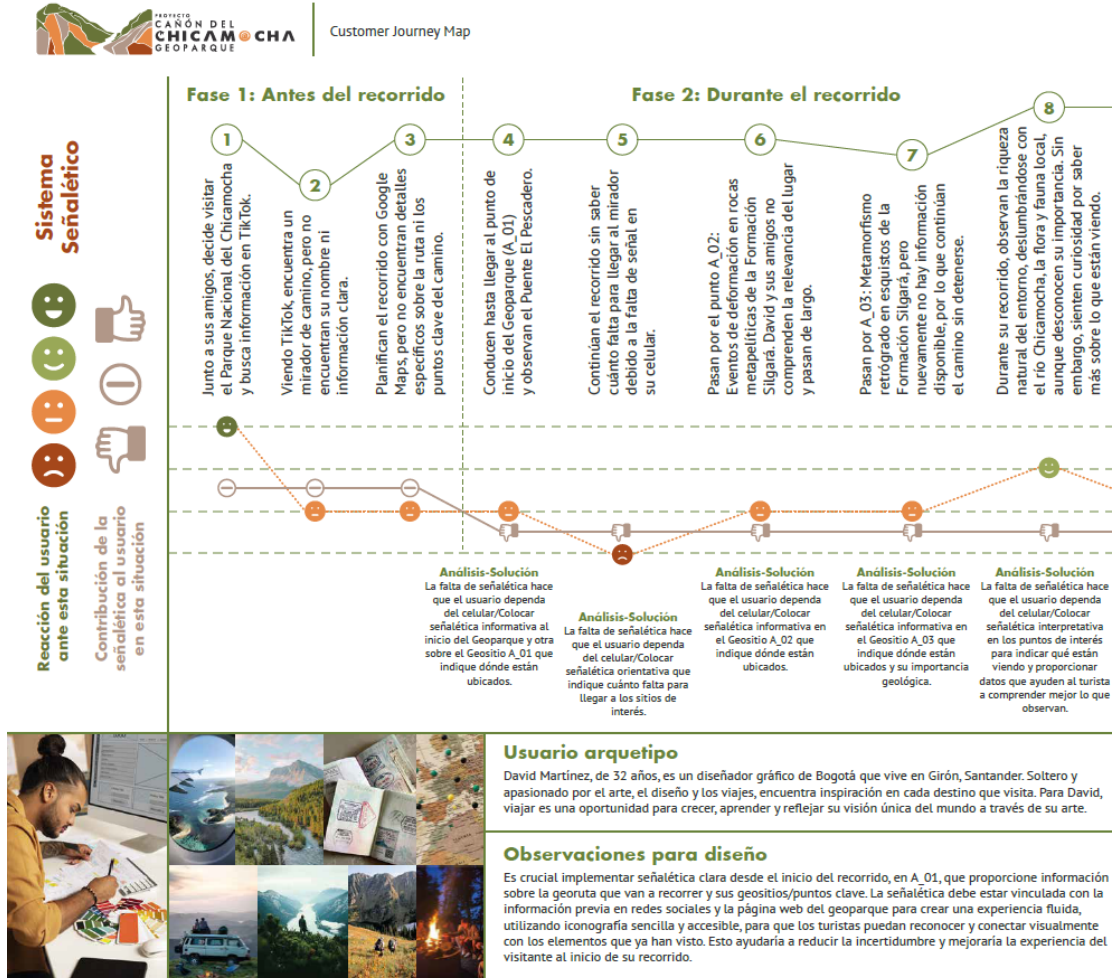 PROYECTO
CAÑÓN DEL
CHICAMOCHA
GEOPARQUE
Customer Journey Map
Fase 1: Antes del recorrido
Fase 2: Durante el recorrido
Sistema
Señalético
1
2
3
4
5
6
7
8
Junto a sus amigos, decide visitar
el Parque Nacional del Chicamocha
y busca información en TikTok.
Viendo TikTok, encuentra un
mirador de camino, pero no
encuentran su nombre ni
información clara.
Planifican el recorrido con Google
Maps, pero no encuentran detalles
específicos sobre la ruta ni los
puntos clave del camino.
Conducen hasta llegar al punto de
inicio del Geoparque (A_01)
y observan el Puente El Pescadero.
Continúan el recorrido sin saber
cuánto falta para llegar al mirador
debido a la falta de señal en
su celular.
Pasan por el punto A_02:
Eventos de deformación en rocas
metapelíticas de la Formación
Silgará. David y sus amigos no
comprenden la relevancia del lugar
y pasan de largo.
Pasan por A_03: Metamorfismo
retrógrado en esquistos de la
Formación Silgará, pero
nuevamente no hay información
disponible, por lo que continúan
el camino sin detenerse.
Durante su recorrido, observan la riqueza
natural del entorno, deslumbrándose con
el río Chicamocha, la flora y fauna local,
aunque desconocen su importancia. Sin
embargo, sienten curiosidad por saber
más sobre lo que están viendo.
Reacción del usuario
ante esta situación
Contribución de la
señalética al usuario
en esta situación
Análisis-Solución
La falta de señalética hace
que el usuario dependa
del celular/Colocar
señalética informativa al
inicio del Geoparque y otra
sobre el Geositio A_01 que
indique dónde están
ubicados.
Análisis-Solución
La falta de señalética hace
que el usuario dependa
del celular/Colocar
señalética orientativa que
indique cuánto falta para
llegar a los sitios de
interés.
Análisis-Solución
La falta de señalética hace
que el usuario dependa
del celular/Colocar
señalética informativa en
el Geositio A_02 que
indique dónde están
ubicados.
Análisis-Solución
La falta de señalética hace
que el usuario dependa
del celular/Colocar
señalética informativa en
el Geositio A_03 que
indique dónde están
ubicados y su importancia
geológica.
Análisis-Solución
La falta de señalética hace
que el usuario dependa
del celular/Colocar
señalética interpretativa
en los puntos de interés
para indicar qué están
viendo y proporcionar
datos que ayuden al turista
a comprender mejor lo que
observan.
Usuario arquetipo
David Martínez, de 32 años, es un diseñador gráfico de Bogotá que vive en Girón, Santander. Soltero y
apasionado por el arte, el diseño y los viajes, encuentra inspiración en cada destino que visita. Para David,
viajar es una oportunidad para crecer, aprender y reflejar su visión única del mundo a través de su arte.
Observaciones para diseño
Es crucial implementar señalética clara desde el inicio del recorrido, en A_01, que proporcione información
sobre la georuta que van a recorrer y sus geositios/puntos clave. La señalética debe estar vinculada con la
información previa en redes sociales y la página web del geoparque para crear una experiencia fluida,
utilizando iconografía sencilla y accesible, para que los turistas puedan reconocer y conectar visualmente
con los elementos que ya han visto. Esto ayudaría a reducir la incertidumbre y mejoraría la experiencia del
visitante al inicio de su recorrido.